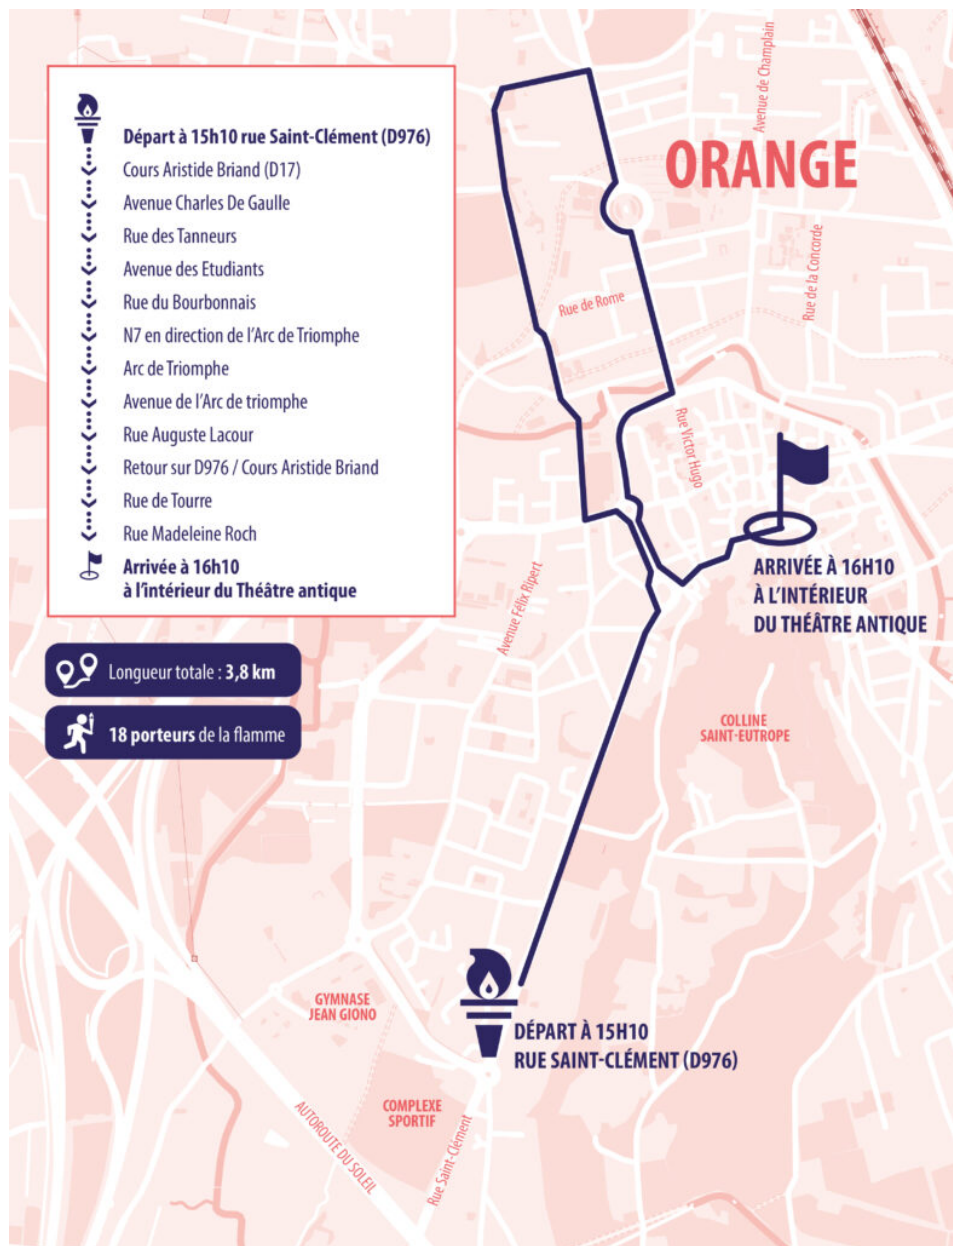 Départ à 15h10 rue Saint-Clément (D976)
Cours Aristide Briand (D17)
Avenue Charles De Gaulle
Rue des Tanneurs
Avenue des Etudiants
Rue du Bourbonnais
N7 en direction de l'Arc de Triomphe
Arc de Triomphe
Avenue de l'Arc de triomphe
Rue Auguste Lacour
Retour sur D976 / Cours Aristide Briand
Rue de Tourre
Rue Madeleine Roch
Arrivée à 16h10
à l'intérieur du Théâtre antique
Longueur totale : 3,8 km
18 porteurs de la flamme
Avenue de Champlain
ORANGE
Rue de la Concorde
Rue de Rome
Rue Victor Hugo
ARRIVÉE À 16H10
À L'INTÉRIEUR
DU THÉÂTRE ANTIQUE
Avenue Félix Ripert
COLLINE
SAINT-EUTROPE
GYMNASE
JEAN GIONO
DÉPART À 15H10
RUE SAINT-CLÉMENT (D976)
COMPLEXE
SPORTIF
AUTOROUTE DU SOLEIL
Rue Saint-Clément